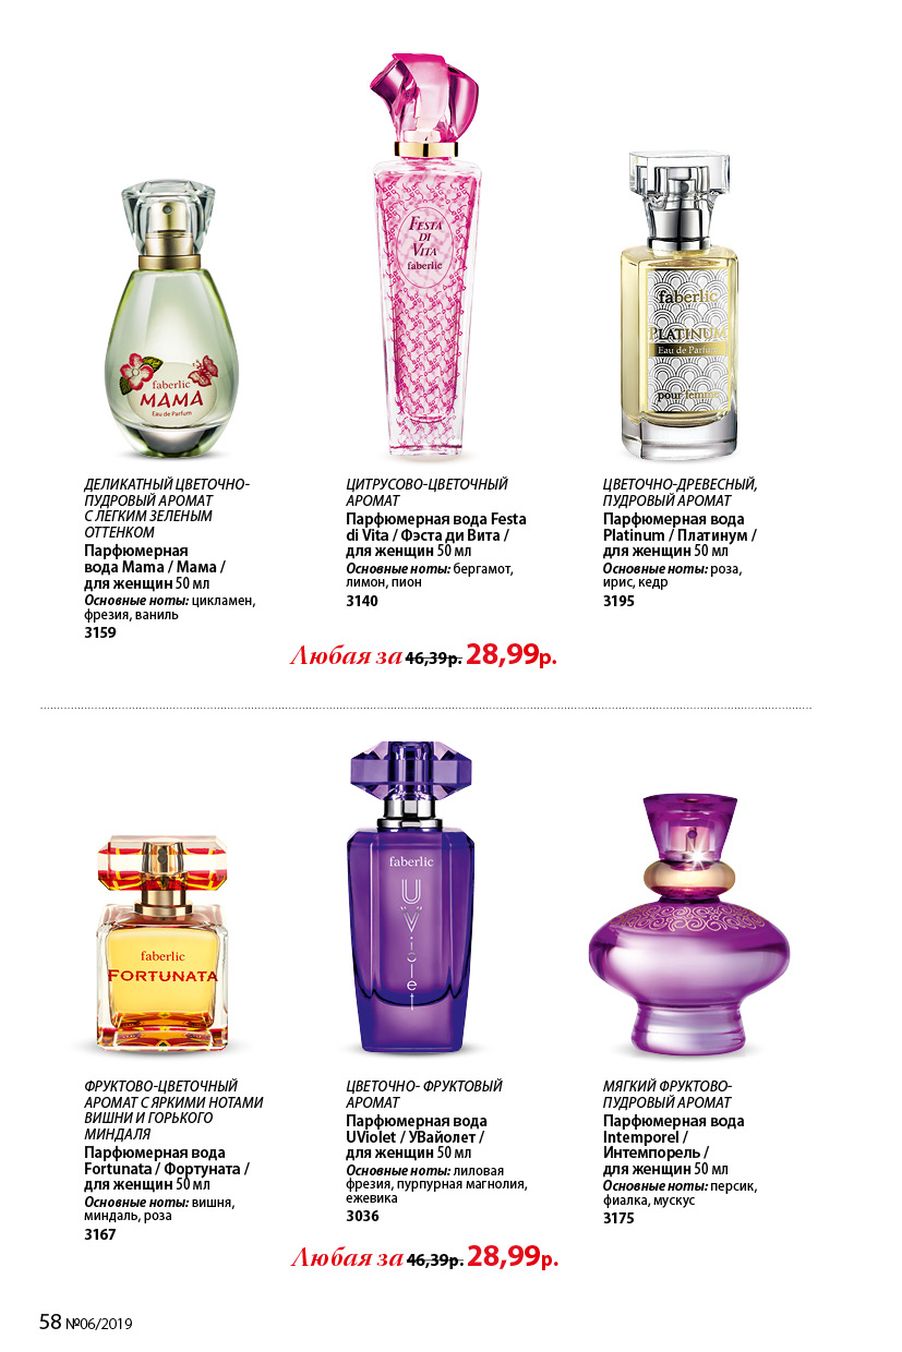 faberlic
МАМА
Eau de Parfum
FESTA
DI
VITA
faberlic
faberlic
PLATINUM
Eau de Parfum
pour femme
ДЕЛИКАТНЫЙ ЦВЕТОЧНО-
ПУДРОВЫЙ АРОМАТ
С ЛЕГКИМ ЗЕЛЕНЫМ
ОТТЕНКОМ
Парфюмерная
вода Mama / Мама /
для женщин 50 мл
Основные ноты: цикламен,
фрезия, ваниль
3159
ЦИТРУСОВО-ЦВЕТОЧНЫЙ
АРОМАТ
Парфюмерная вода Festa
di Vita / Фэста ди Вита /
для женщин 50 мл
Основные ноты: бергамот,
лимон, пион
3140
ЦВЕТОЧНО-ДРЕВЕСНЫЙ,
ПУДРОВЫЙ АРОМАТ
Парфюмерная вода
Platinum / Платинум /
для женщин 50 мл
Основные ноты: роза,
ирис, кедр
3195
Любая за 46,39р. 28,99р.
faberlic
FORTUNATA
faberlic
UViolet
ФРУКТОВО-ЦВЕТОЧНЫЙ
АРОМАТ С ЯРКИМИ НОТАМИ
ВИШНИ И ГОРЬКОГО
МИНДАЛЯ
Парфюмерная вода
Fortunata / Фортуната /
для женщин 50 мл
Основные ноты: вишня,
миндаль, роза
3167
ЦВЕТОЧНО- ФРУКТОВЫЙ
АРОМАТ
Парфюмерная вода
UViolet / УВайолет /
для женщин 50 мл
Основные ноты: лиловая
фрезия, пурпурная магнолия,
ежевика
3036
МЯГКИЙ ФРУКТОВО-
ПУДРОВЫЙ АРОМАТ
Парфюмерная вода
Intemporel /
Интемпорель /
для женщин 50 мл
Основные ноты: персик,
фиалка, мускус
3175
Любая за 46,39р. 28,99р.
58 №06/2019